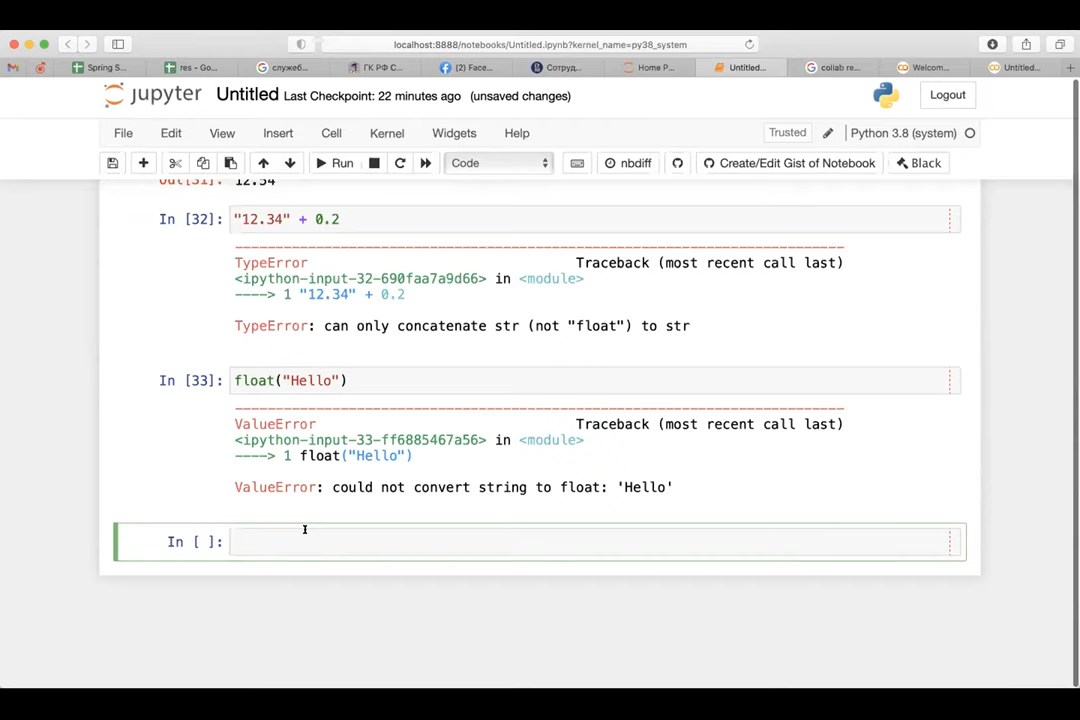 localhost:8888/notebooks/Untitled.ipynb?kernel_name=py38_system
Spring S...
res - Go...
служеб...
ГК РФ С...
(2) Face...
Сотруд...
Home P...
Untitled...
collab re...
Welcom...
Untitled...
jupyter Untitled Last Checkpoint: 22 minutes ago (unsaved changes) Logout
File Edit View Insert Cell Kernel Widgets Help Trusted Python 3.8 (system)
Run Code nbdiff Create/Edit Gist of Notebook Black
Out[31]: 12.54
In [32]: "12.34" + 0.2
TypeError Traceback (most recent call last)
<ipython-input-32-690faa7a9d66> in <module>
----> 1 "12.34" + 0.2
TypeError: can only concatenate str (not "float") to str
In [33]: float("Hello")
ValueError Traceback (most recent call last)
<ipython-input-33-ff6885467a56> in <module>
----> 1 float("Hello")
ValueError: could not convert string to float: 'Hello'
In [ ]: